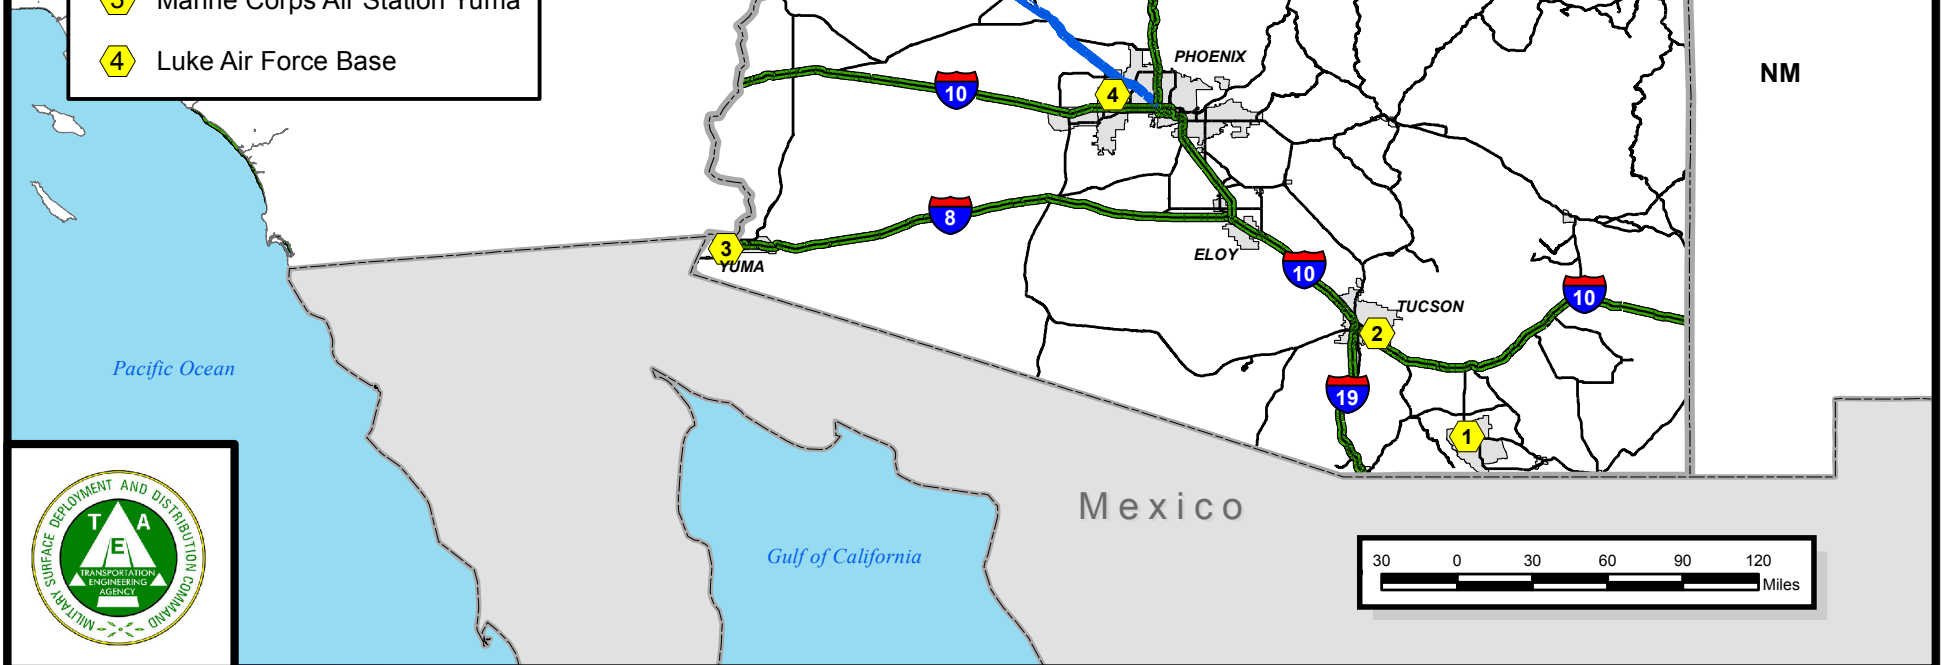 3 Marine Corps Air Station Yuma
4 Luke Air Force Base
PHOENIX
NM
4
10
8
3
YUMA
ELOY
10
10
TUCSON
2
19
1
Pacific Ocean
Mexico
Gulf of California
30 0 30 60 90 120
Miles
MILITARY SURFACE DEPLOYMENT AND DISTRIBUTION COMMAND
T A
E
TRANSPORTATION
ENGINEERING
AGENCY